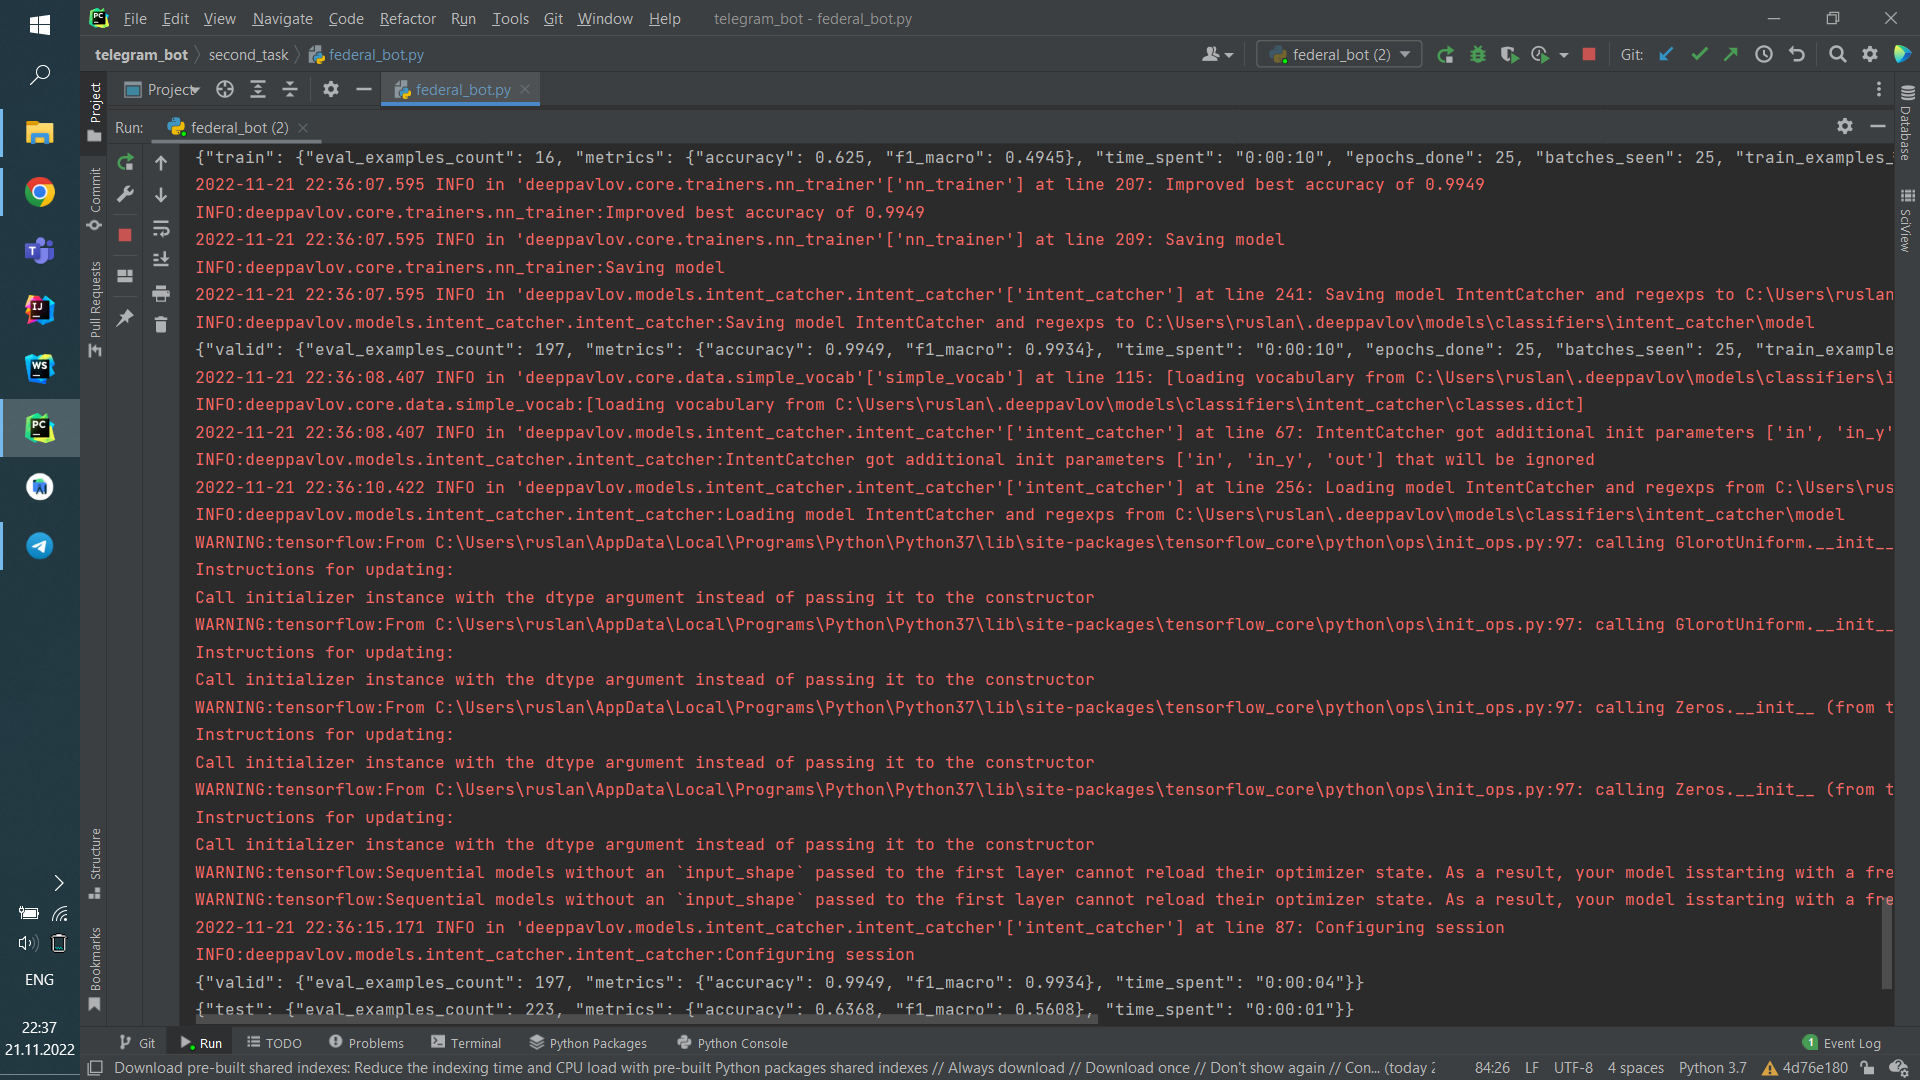 File Edit View Navigate Code Refactor Run Tools Git Window Help telegram_bot - federal_bot.py
telegram_bot second_task federal_bot.py federal_bot (2) Git:
Project federal_bot.py
Run: federal_bot (2)
{"train": {"eval_examples_count": 16, "metrics": {"accuracy": 0.625, "f1_macro": 0.4945}, "time_spent": "0:00:10", "epochs_done": 25, "batches_seen": 25, "train_examples_
2022-11-21 22:36:07.595 INFO in 'deeppavlov.core.trainers.nn_trainer'['nn_trainer'] at line 207: Improved best accuracy of 0.9949
INFO:deeppavlov.core.trainers.nn_trainer:Improved best accuracy of 0.9949
2022-11-21 22:36:07.595 INFO in 'deeppavlov.core.trainers.nn_trainer'['nn_trainer'] at line 209: Saving model
INFO:deeppavlov.core.trainers.nn_trainer:Saving model
2022-11-21 22:36:07.595 INFO in 'deeppavlov.models.intent_catcher.intent_catcher'['intent_catcher'] at line 241: Saving model IntentCatcher and regexps to C:\Users\ruslan
INFO:deeppavlov.models.intent_catcher.intent_catcher:Saving model IntentCatcher and regexps to C:\Users\ruslan\.deeppavlov\models\classifiers\intent_catcher\model
{"valid": {"eval_examples_count": 197, "metrics": {"accuracy": 0.9949, "f1_macro": 0.9934}, "time_spent": "0:00:10", "epochs_done": 25, "batches_seen": 25, "train_example
2022-11-21 22:36:08.407 INFO in 'deeppavlov.core.data.simple_vocab'['simple_vocab'] at line 115: [loading vocabulary from C:\Users\ruslan\.deeppavlov\models\classifiers\i
INFO:deeppavlov.core.data.simple_vocab:[loading vocabulary from C:\Users\ruslan\.deeppavlov\models\classifiers\intent_catcher\classes.dict]
2022-11-21 22:36:08.407 INFO in 'deeppavlov.models.intent_catcher.intent_catcher'['intent_catcher'] at line 67: IntentCatcher got additional init parameters ['in', 'in_y'
INFO:deeppavlov.models.intent_catcher.intent_catcher:IntentCatcher got additional init parameters ['in', 'in_y', 'out'] that will be ignored
2022-11-21 22:36:10.422 INFO in 'deeppavlov.models.intent_catcher.intent_catcher'['intent_catcher'] at line 256: Loading model IntentCatcher and regexps from C:\Users\rus
INFO:deeppavlov.models.intent_catcher.intent_catcher:Loading model IntentCatcher and regexps from C:\Users\ruslan\.deeppavlov\models\classifiers\intent_catcher\model
WARNING:tensorflow:From C:\Users\ruslan\AppData\Local\Programs\Python\Python37\lib\site-packages\tensorflow_core\python\ops\init_ops.py:97: calling GlorotUniform.__init__
Instructions for updating:
Call initializer instance with the dtype argument instead of passing it to the constructor
WARNING:tensorflow:From C:\Users\ruslan\AppData\Local\Programs\Python\Python37\lib\site-packages\tensorflow_core\python\ops\init_ops.py:97: calling GlorotUniform.__init__
Instructions for updating:
Call initializer instance with the dtype argument instead of passing it to the constructor
WARNING:tensorflow:From C:\Users\ruslan\AppData\Local\Programs\Python\Python37\lib\site-packages\tensorflow_core\python\ops\init_ops.py:97: calling Zeros.__init__ (from t
Instructions for updating:
Call initializer instance with the dtype argument instead of passing it to the constructor
WARNING:tensorflow:From C:\Users\ruslan\AppData\Local\Programs\Python\Python37\lib\site-packages\tensorflow_core\python\ops\init_ops.py:97: calling Zeros.__init__ (from t
Instructions for updating:
Call initializer instance with the dtype argument instead of passing it to the constructor
WARNING:tensorflow:Sequential models without an `input_shape` passed to the first layer cannot reload their optimizer state. As a result, your model isstarting with a fre
WARNING:tensorflow:Sequential models without an `input_shape` passed to the first layer cannot reload their optimizer state. As a result, your model isstarting with a fre
2022-11-21 22:36:15.171 INFO in 'deeppavlov.models.intent_catcher.intent_catcher'['intent_catcher'] at line 87: Configuring session
INFO:deeppavlov.models.intent_catcher.intent_catcher:Configuring session
{"valid": {"eval_examples_count": 197, "metrics": {"accuracy": 0.9949, "f1_macro": 0.9934}, "time_spent": "0:00:04"}}
{"test": {"eval_examples_count": 223, "metrics": {"accuracy": 0.6368, "f1_macro": 0.5608}, "time_spent": "0:00:01"}}
Project
Commit
Pull Requests
Structure
Bookmarks
Database
SciView
ENG
22:37
21.11.2022
Git Run TODO Problems Terminal Python Packages Python Console 1 Event Log
Download pre-built shared indexes: Reduce the indexing time and CPU load with pre-built Python packages shared indexes // Always download // Download once // Don't show again // Con... (today 2 84:26 LF UTF-8 4 spaces Python 3.7 4d76e180